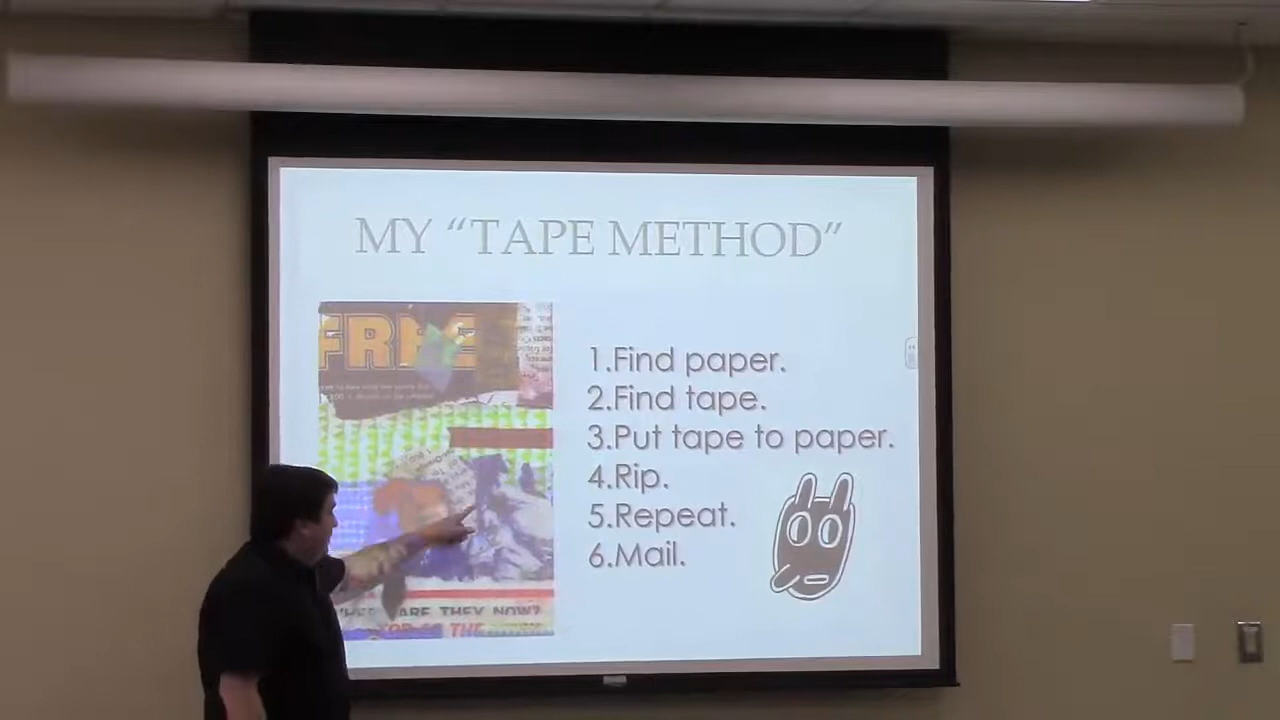 MY “TAPE METHOD”
FREE
1.Find paper.
2.Find tape.
3.Put tape to paper.
4.Rip.
5.Repeat.
6.Mail.
ARE THEY NOW?
THE